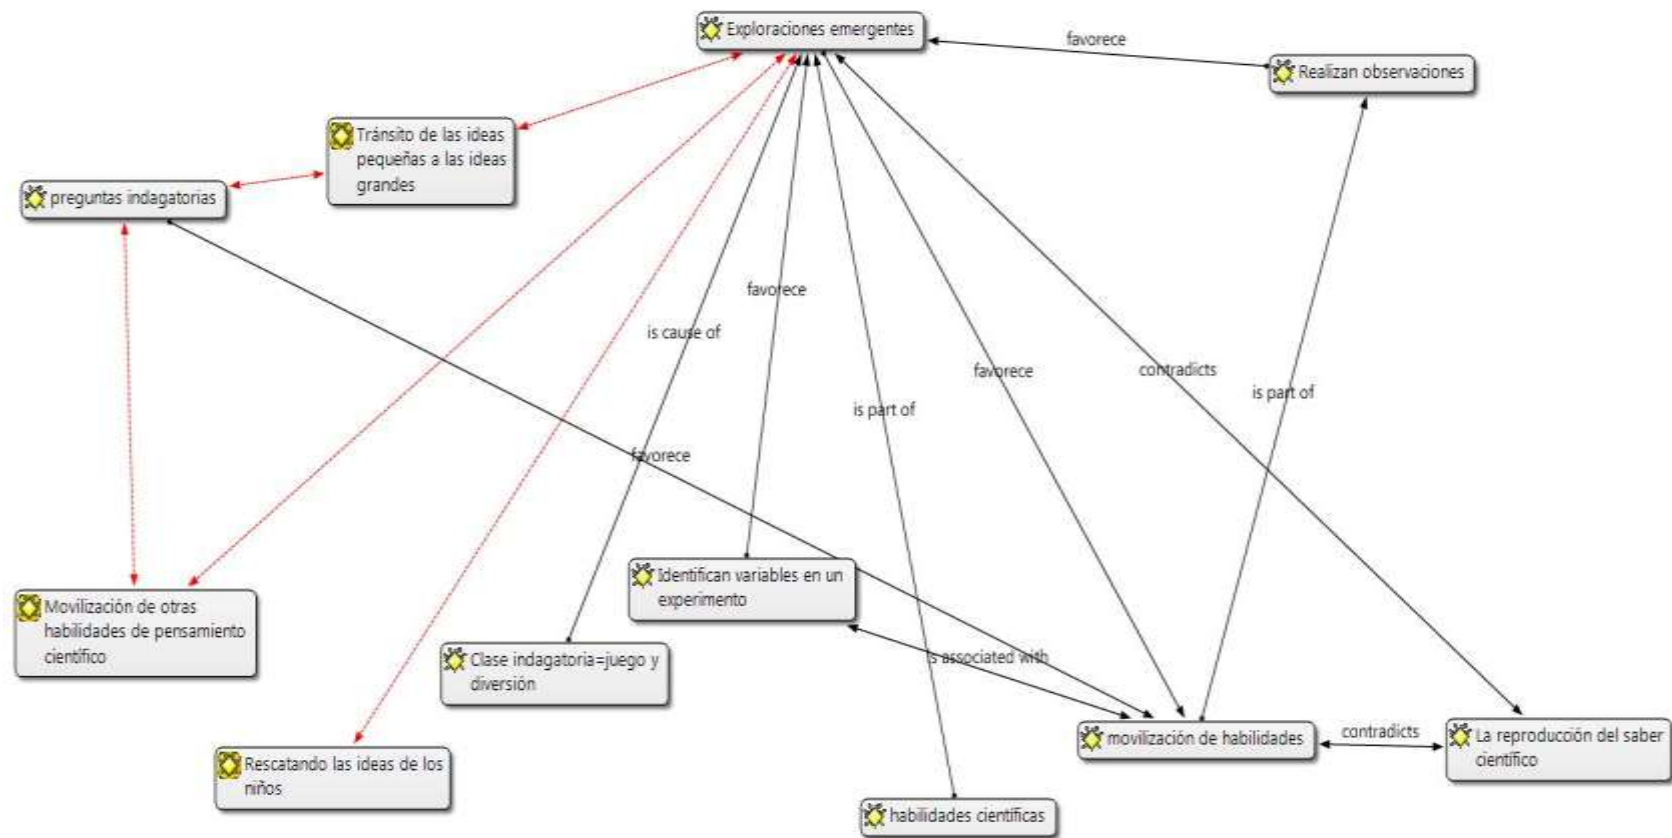 Exploraciones emergentes
favorece
Realizan observaciones
Tránsito de las ideas
pequeñas a las ideas
grandes
preguntas indagatorias
favorece
is cause of
favorece
contradicts
is part of
is part of
favorece
Identifican variables en un
experimento
Movilización de otras
habilidades de pensamiento
científico
Clase indagatoria=juego y
diversión
is associated with
movilización de habilidades
contradicts
La reproducción del saber
científico
Rescatando las ideas de los
niños
habilidades científicas